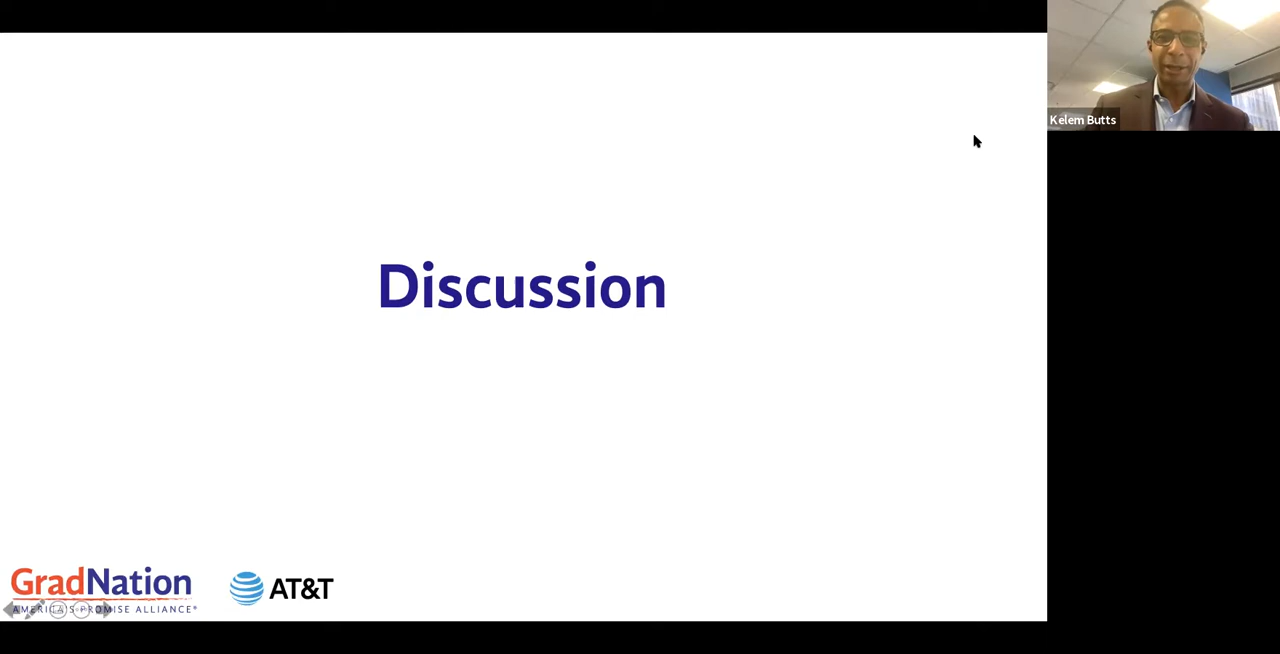 Kelem Butts
Discussion
GradNation
AMERICA'S PROMISE ALLIANCE®
AT&T